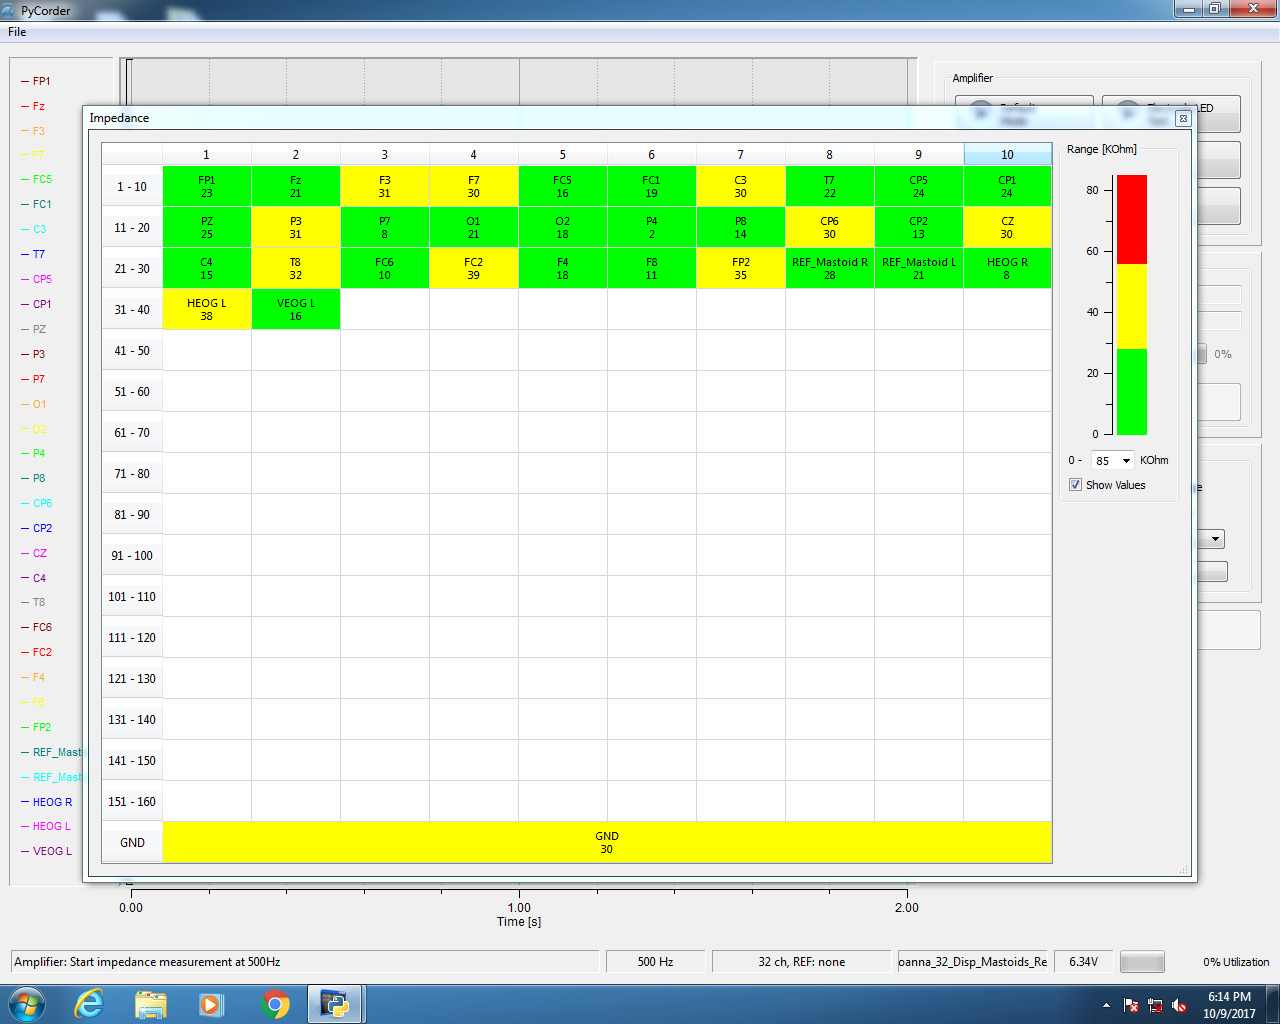 PyCorder
File
FP1
Fz
F3
F7
FC5
FC1
C3
T7
CP5
CP1
PZ
P3
P7
O1
O2
P4
P8
CP6
CP2
CZ
C4
T8
FC6
FC2
F4
F8
FP2
REF_Mast
REF_Mast
HEOG R
HEOG L
VEOG L
Amplifier
Default
Mode
Electrode LED
Test
Impedance
1 2 3 4 5 6 7 8 9 10
1 - 10
FP1 Fz F3 F7 FC5 FC1 C3 T7 CP5 CP1
23 21 31 30 16 19 30 22 24 24
11 - 20
PZ P3 P7 O1 O2 P4 P8 CP6 CP2 CZ
25 31 8 21 18 2 14 30 13 30
21 - 30
C4 T8 FC6 FC2 F4 F8 FP2 REF_Mastoid R REF_Mastoid L HEOG R
15 32 10 39 18 11 35 28 21 8
31 - 40
HEOG L VEOG L
38 16
41 - 50
51 - 60
61 - 70
71 - 80
81 - 90
91 - 100
101 - 110
111 - 120
121 - 130
131 - 140
141 - 150
151 - 160
GND
GND
30
Range [KOhm]
80
60
40
20
0
0 - 85 KOhm
Show Values
0%
0.00 1.00 2.00
Time [s]
Amplifier: Start impedance measurement at 500Hz
500 Hz
32 ch, REF: none
oanna_32_Disp_Mastoids_Re
6.34V
0% Utilization
6:14 PM
10/9/2017